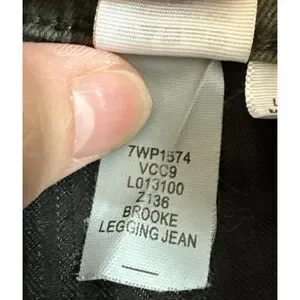 7WP1574
VCC9
L013100
Z136
BROOKE
LEGGING JEAN